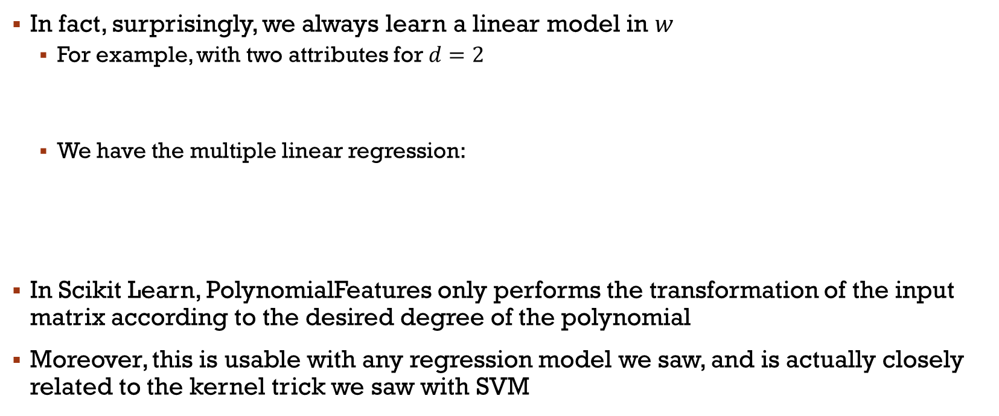 ▪ In fact, surprisingly, we always learn a linear model in w
▪ For example, with two attributes for d = 2
▪ We have the multiple linear regression:
▪ In Scikit Learn, PolynomialFeatures only performs the transformation of the input
matrix according to the desired degree of the polynomial
▪ Moreover, this is usable with any regression model we saw, and is actually closely
related to the kernel trick we saw with SVM